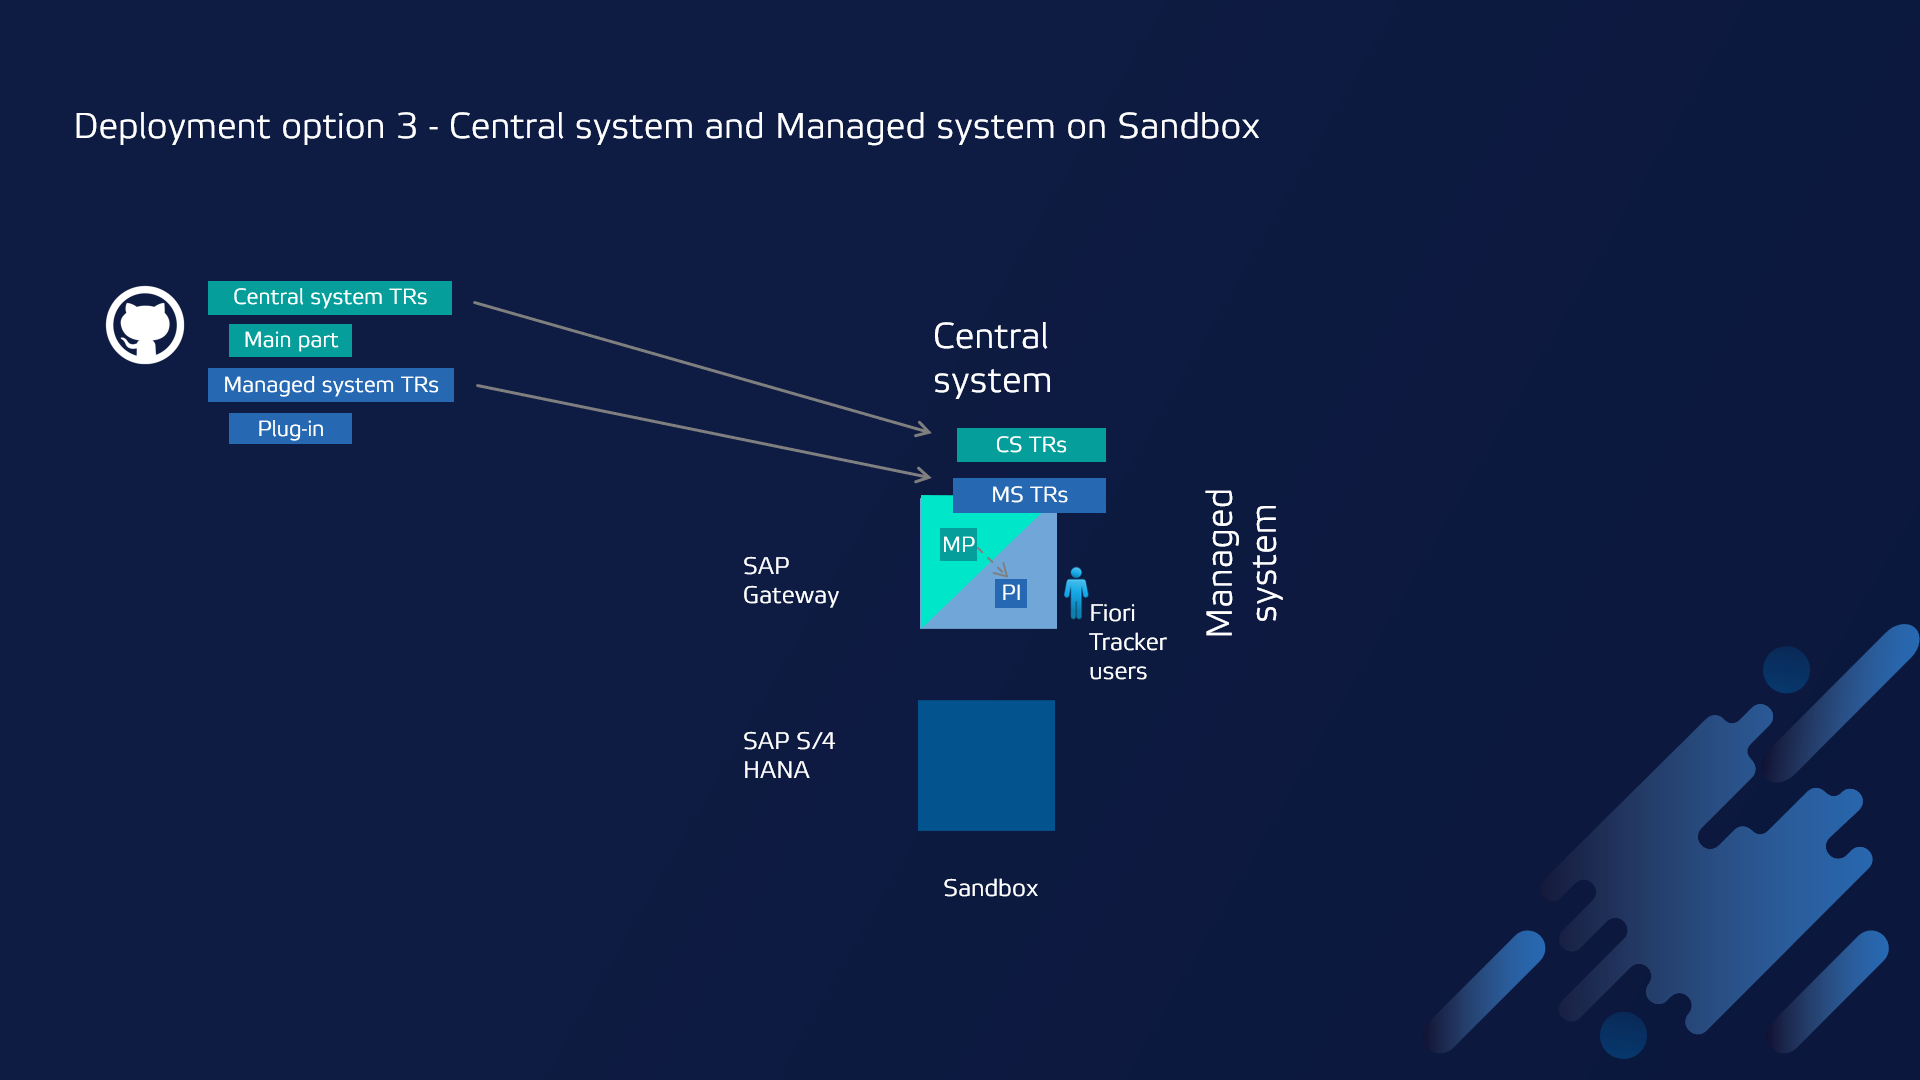 Deployment option 3 - Central system and Managed system on Sandbox
Central system TRs
Main part
Managed system TRs
Plug-in
Central
system
CS TRs
MS TRs
MP
PI
SAP
Gateway
Fiori
Tracker
users
Managed
system
SAP S/4
HANA
Sandbox